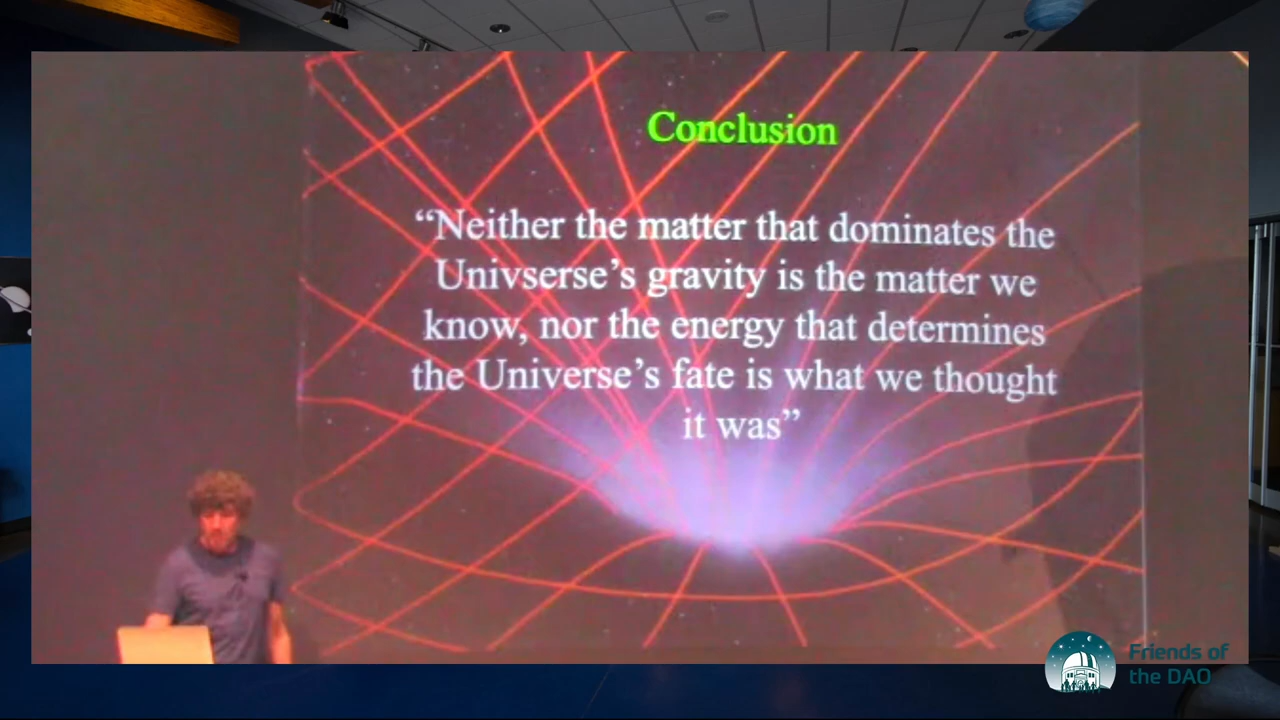 Conclusion
“Neither the matter that dominates the
Univserse’s gravity is the matter we
know, nor the energy that determines
the Universe’s fate is what we thought
it was”
Friends of
the DAO